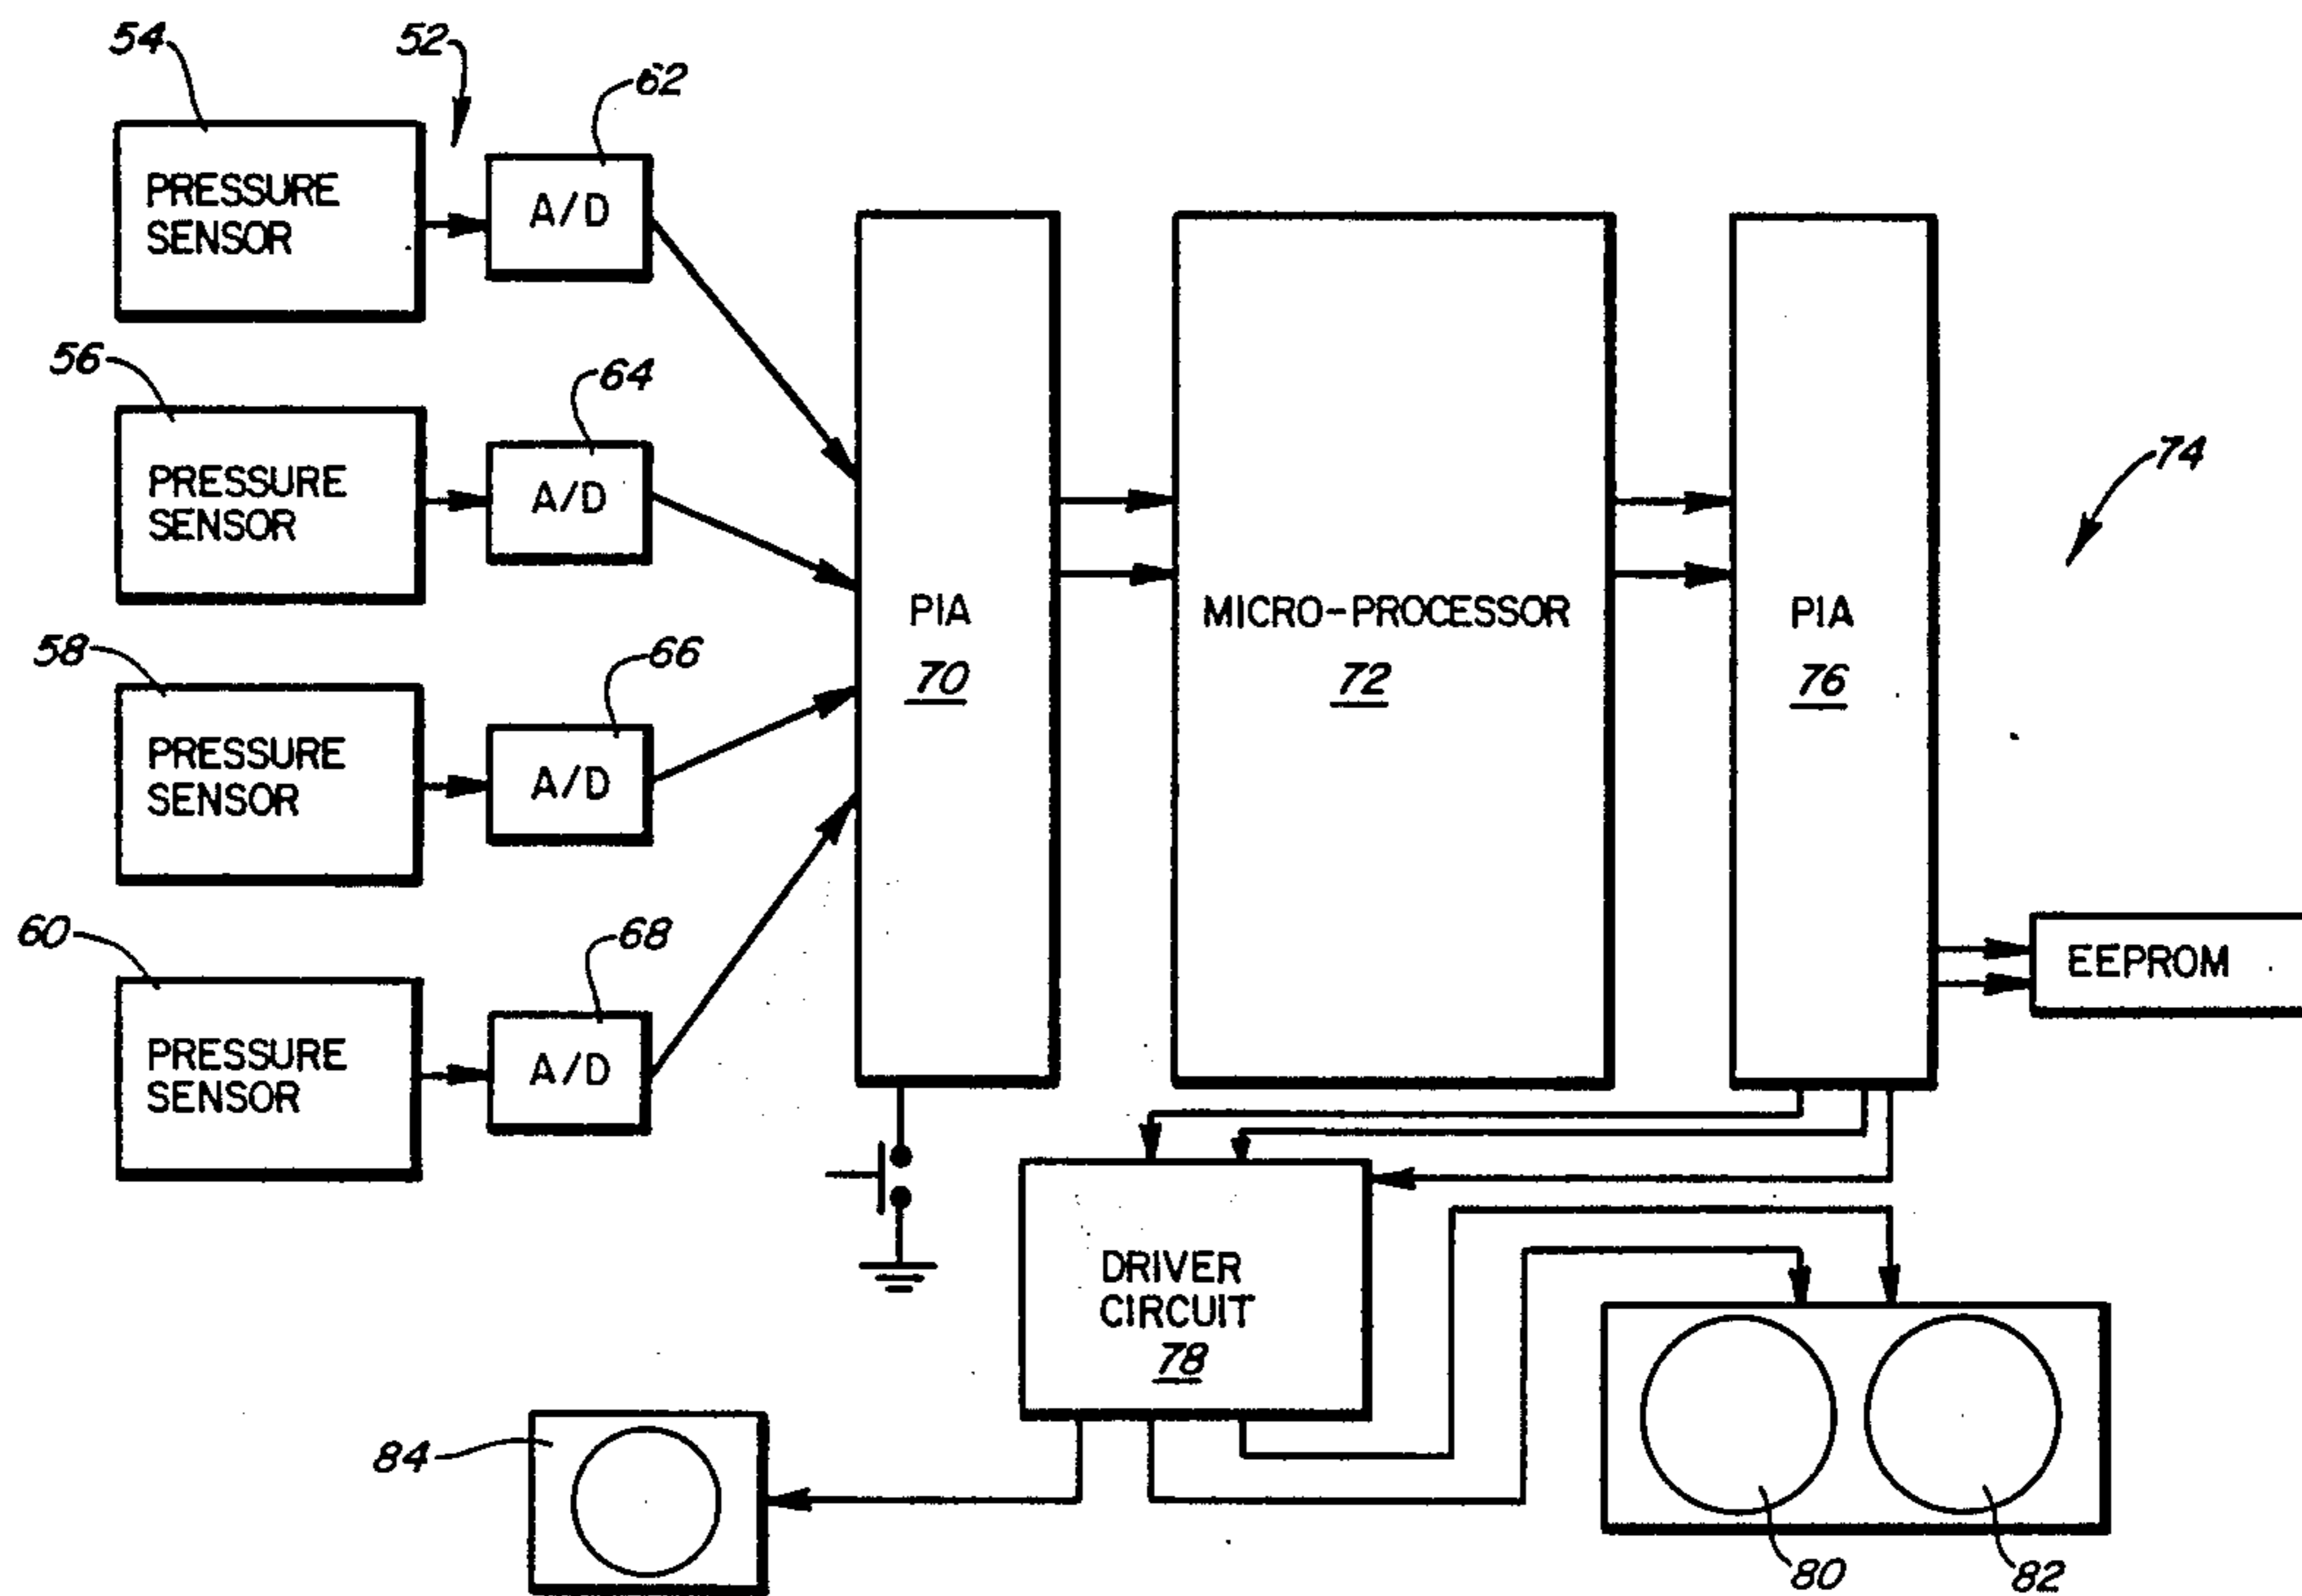 54
52
62
PRESSURE
SENSOR
A/D
56
64
PRESSURE
SENSOR
A/D
58
66
PRESSURE
SENSOR
A/D
60
68
PRESSURE
SENSOR
A/D
PIA
70
MICRO-PROCESSOR
72
PIA
76
74
EEPROM
DRIVER
CIRCUIT
78
84
80
82